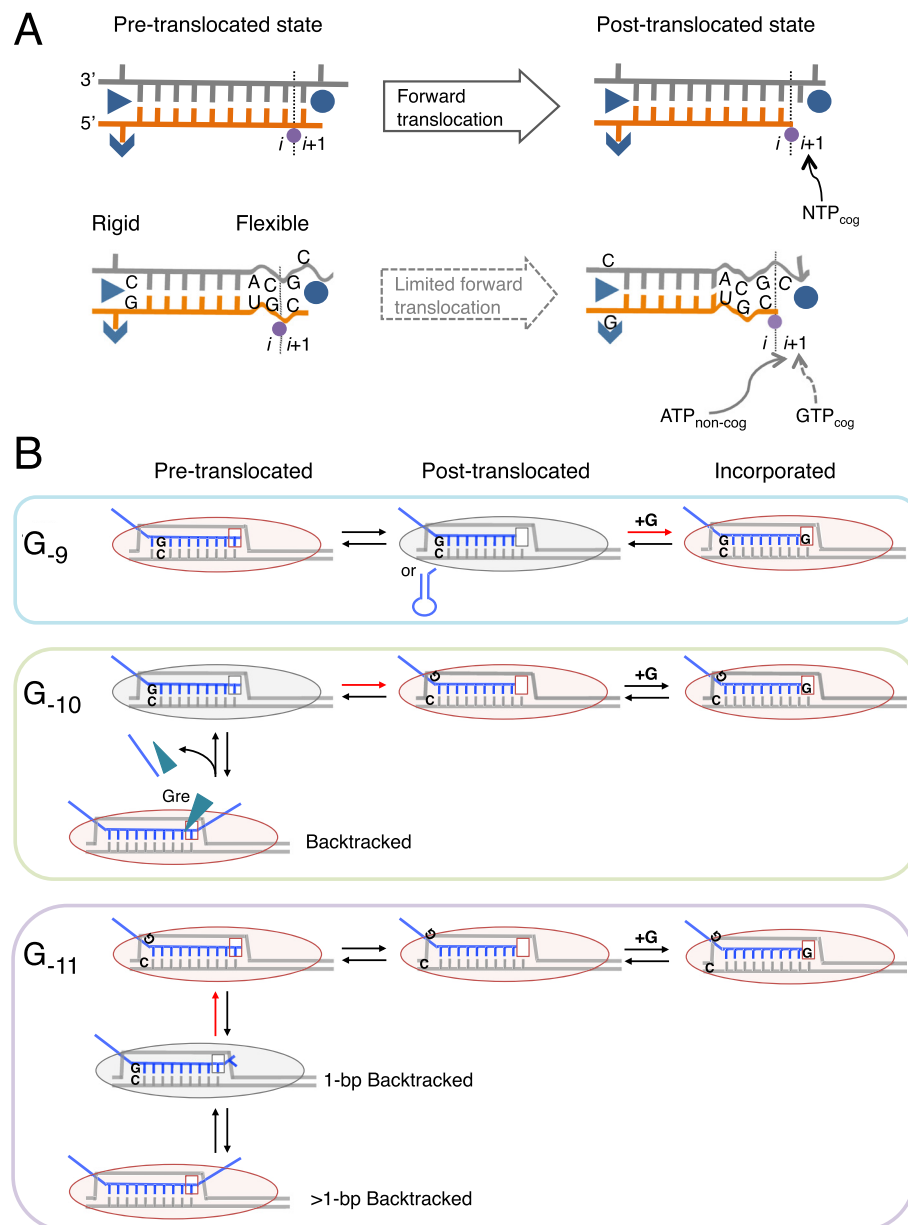 A
Pre-translocated state
Post-translocated state
3’
5’
i
i+1
Forward
translocation
i
i+1
NTPcog
Rigid
Flexible
C
C
A
C
G
G
U
G
C
i
i+1
Limited forward
translocation
C
A
C
G
C
U
G
C
G
i
i+1
ATPnon-cog
GTPcog
B
Pre-translocated
Post-translocated
Incorporated
G-9
G
C
G
C
or
+G
G
G
C
G-10
G
C
G
C
+G
G
G
C
Gre
Backtracked
G-11
G
C
G
C
+G
G
G
C
G
C
1-bp Backtracked
>1-bp Backtracked